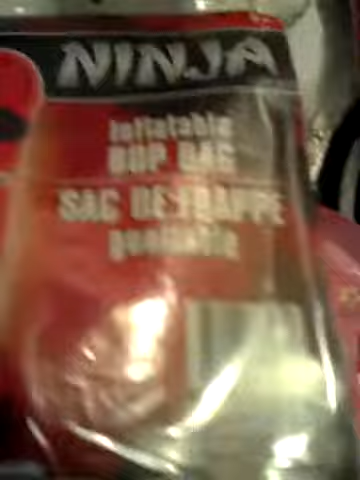 NINJA
inflatable
BOP BAG
SAC DE FRAPPE
gonflable